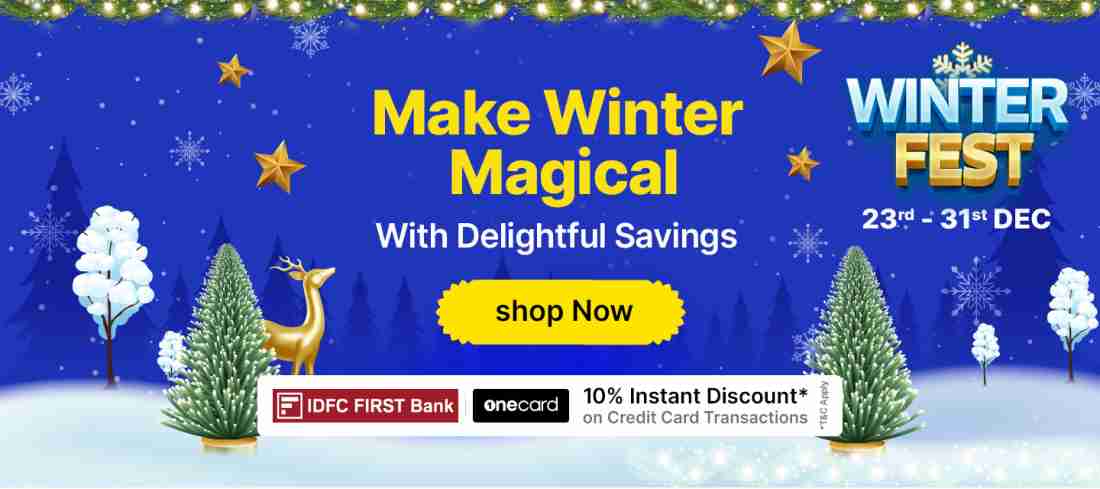 Make Winter
Magical
With Delightful Savings
shop Now
WINTER
FEST
23rd - 31st DEC
IDFC FIRST Bank
onecard
10% Instant Discount*
on Credit Card Transactions
*T&C Apply